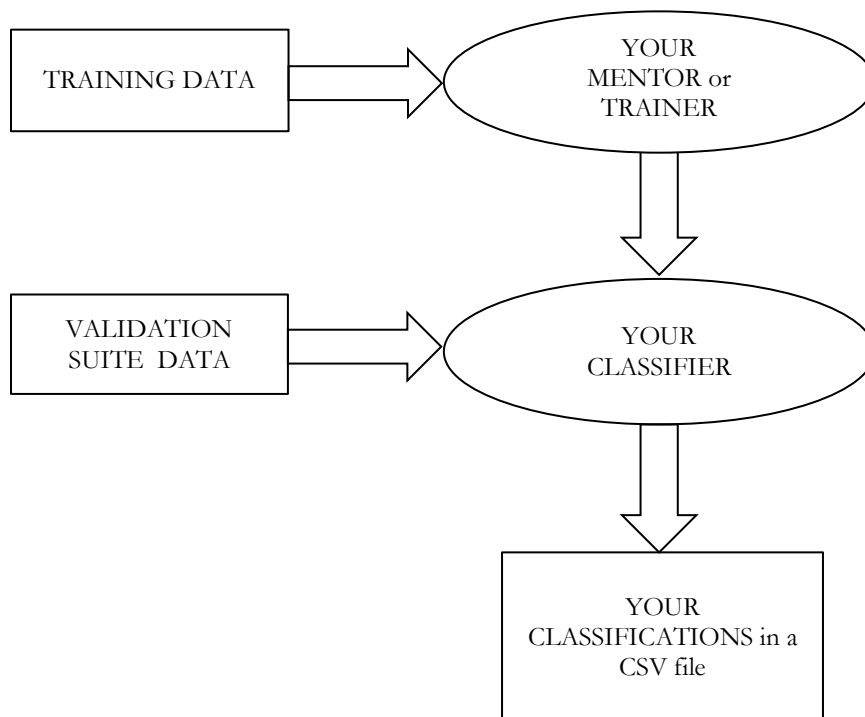 TRAINING DATA
YOUR
MENTOR or
TRAINER
VALIDATION
SUITE DATA
YOUR
CLASSIFIER
YOUR
CLASSIFICATIONS in a
CSV file